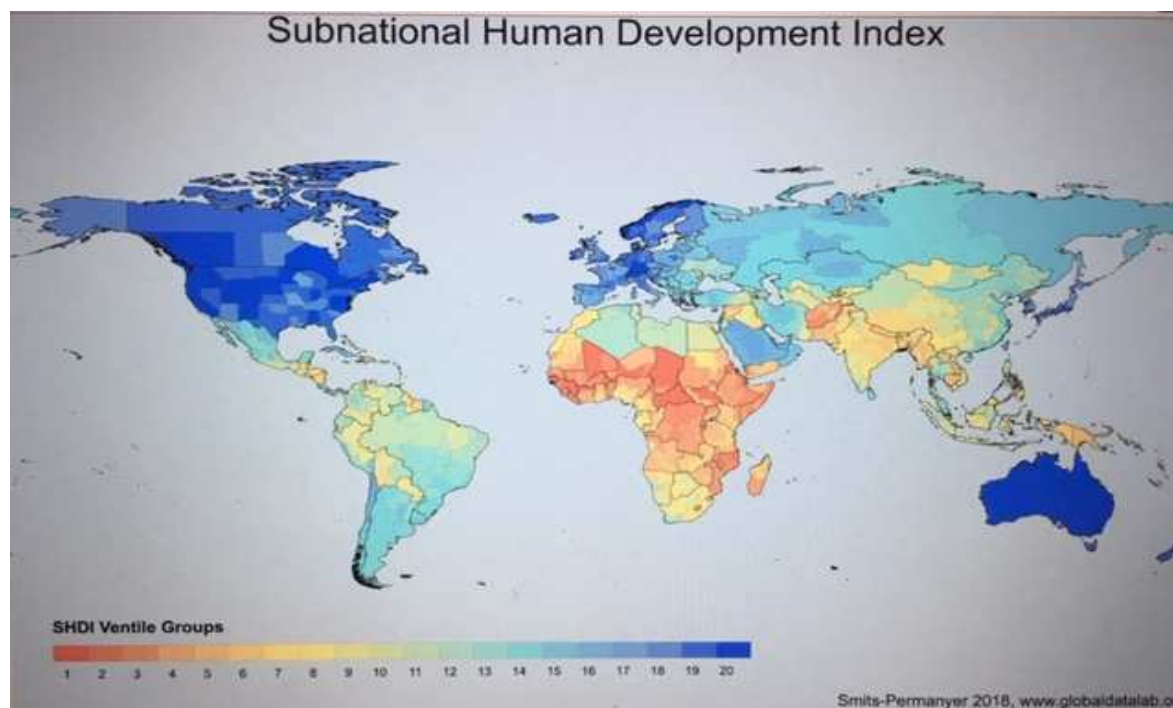 Subnational Human Development Index
SHDI Ventile Groups
1 2 3 4 5 6 7 8 9 10 11 12 13 14 15 16 17 18 19 20
Smits-Permanyer 2018, www.globaldatalab.c